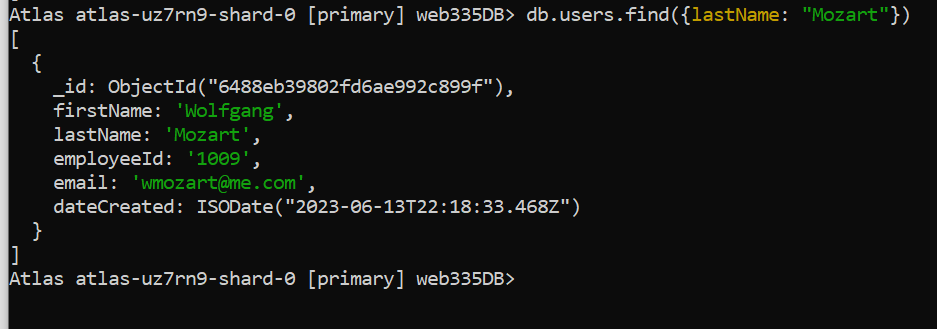 Atlas atlas-uz7rn9-shard-0 [primary] web335DB> db.users.find({lastName: "Mozart"})
[
  {
    _id: ObjectId("6488eb39802fd6ae992c899f"),
    firstName: 'Wolfgang',
    lastName: 'Mozart',
    employeeId: '1009',
    email: 'wmozart@me.com',
    dateCreated: ISODate("2023-06-13T22:18:33.468Z")
  }
]
Atlas atlas-uz7rn9-shard-0 [primary] web335DB>